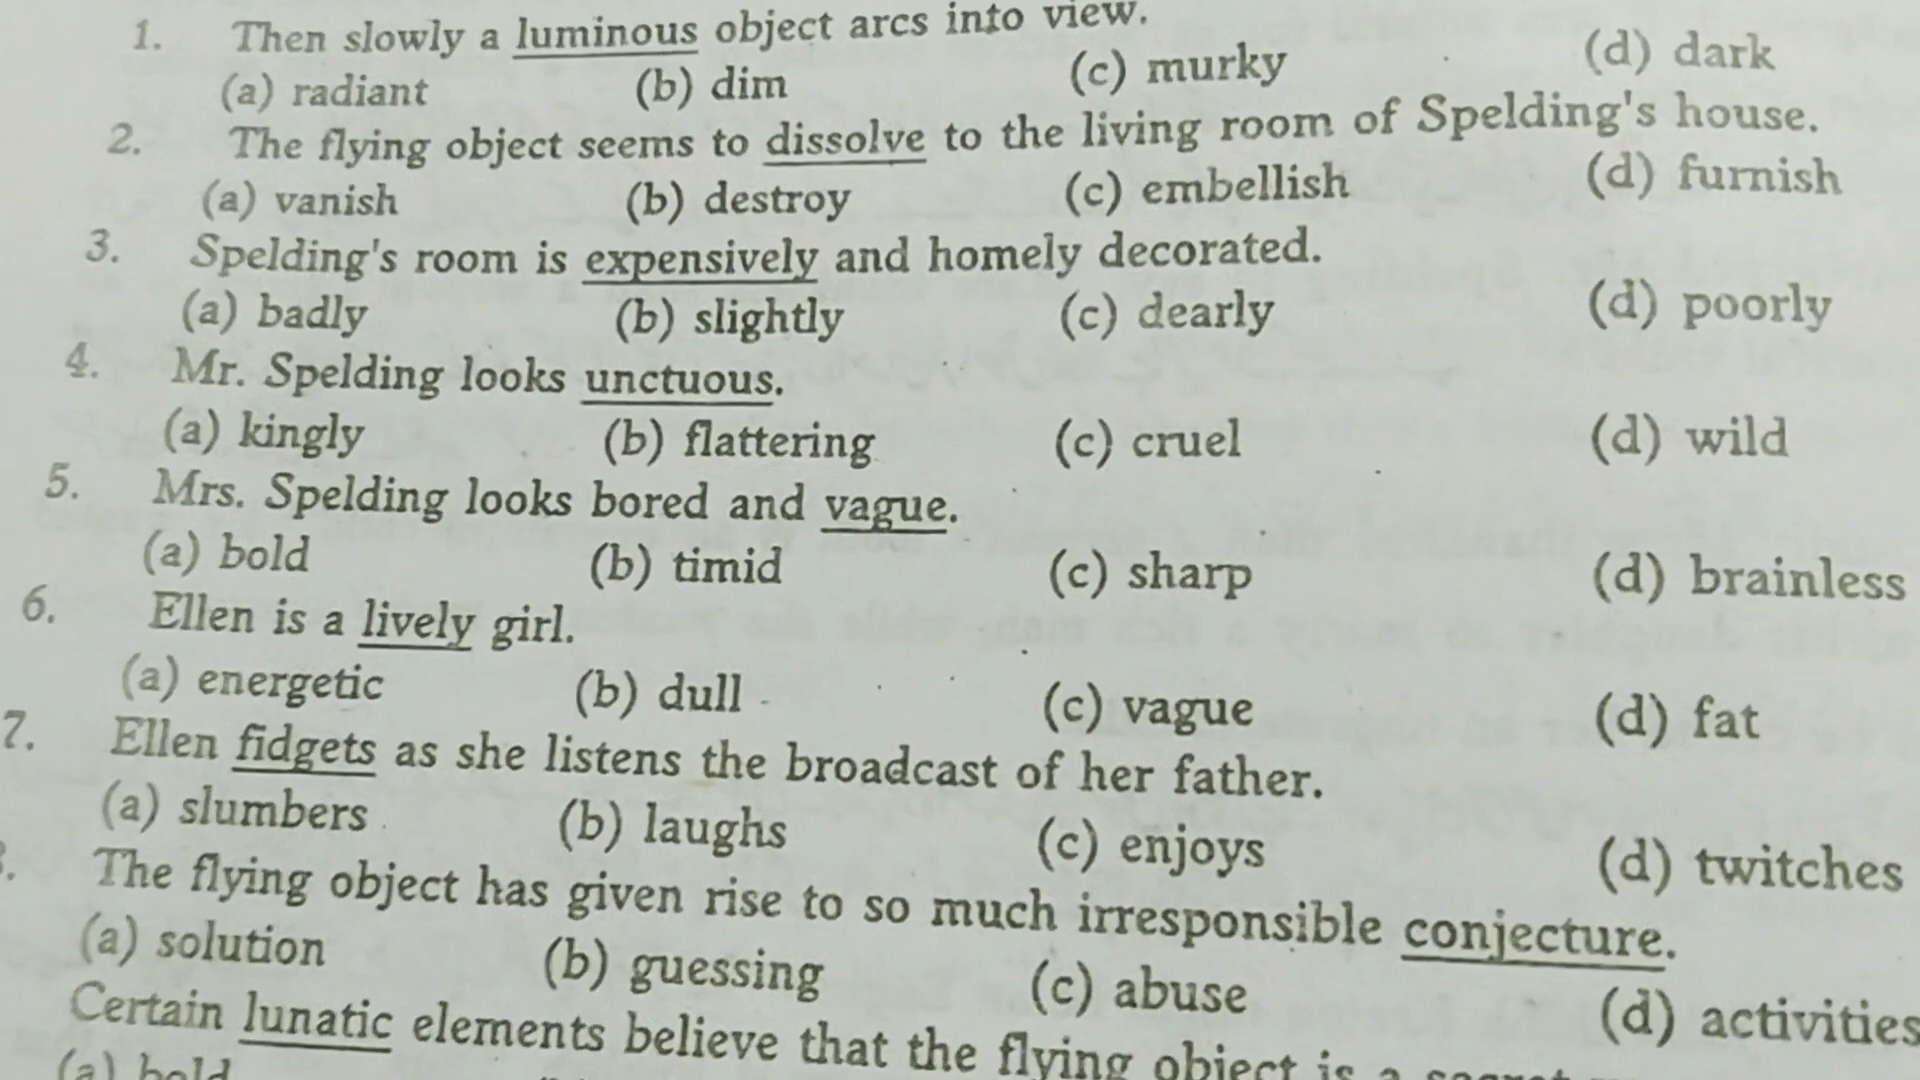 1. Then slowly a luminous object arcs into view.
(a) radiant (b) dim (c) murky (d) dark
2. The flying object seems to dissolve to the living room of Spelding's house.
(a) vanish (b) destroy (c) embellish (d) furnish
3. Spelding's room is expensively and homely decorated.
(a) badly (b) slightly (c) dearly (d) poorly
4. Mr. Spelding looks unctuous.
(a) kingly (b) flattering (c) cruel (d) wild
5. Mrs. Spelding looks bored and vague.
(a) bold (b) timid (c) sharp (d) brainless
6. Ellen is a lively girl.
(a) energetic (b) dull (c) vague (d) fat
7. Ellen fidgets as she listens the broadcast of her father.
(a) slumbers (b) laughs (c) enjoys (d) twitches
The flying object has given rise to so much irresponsible conjecture.
(a) solution (b) guessing (c) abuse (d) activities
Certain lunatic elements believe that the flying object is a
(a) bold